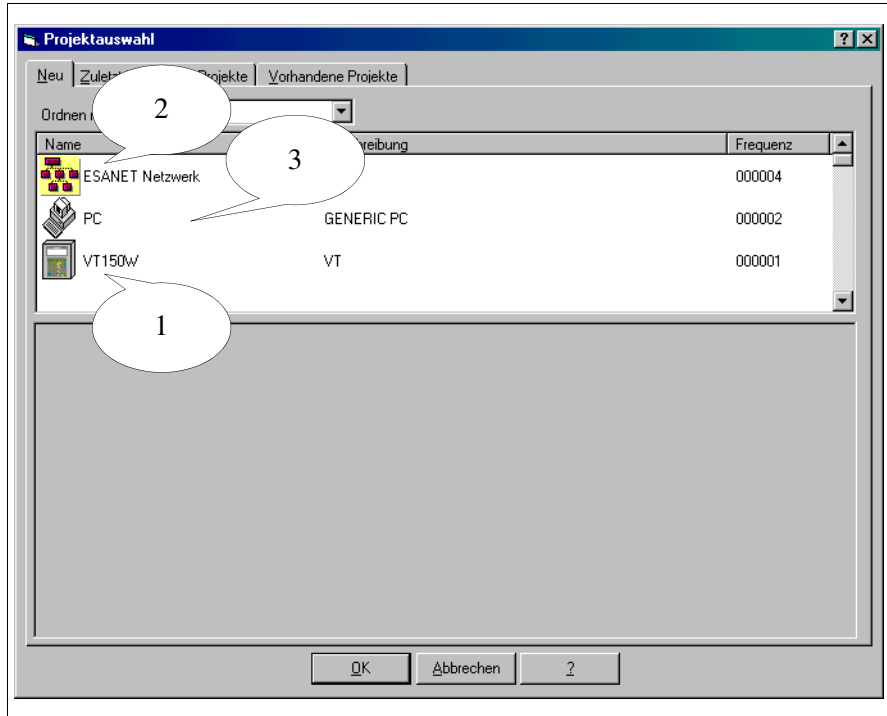 Projektauswahl
Neu Projekte Vorhandene Projekte
Ordnen
2
Name Frequenz
3
ESANET Netzwerk 000004
PC GENERIC PC 000002
VT150W VT 000001
1
OK Abbrechen ?